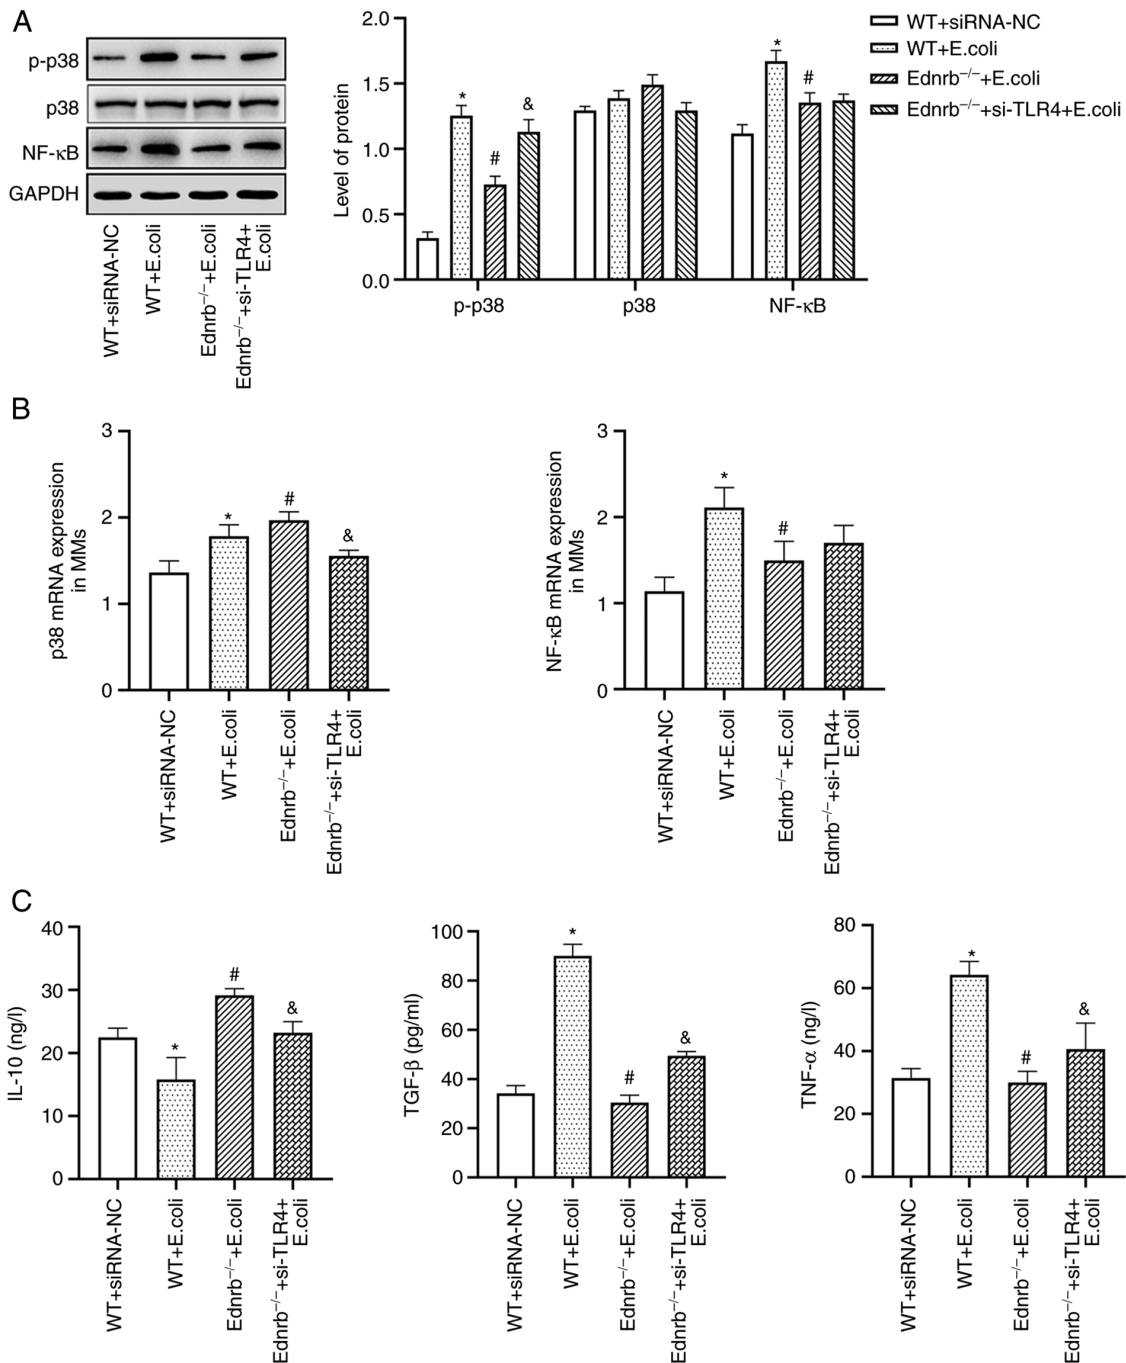 A
p-p38
p38
NF-κB
GAPDH
WT+siRNA-NC
WT+E.coli
Ednrb⁻/⁻+E.coli
Ednrb⁻/⁻+si-TLR4+
E.coli
Level of protein
2.0
1.5
1.0
0.5
0.0
*
#
&
*
#
p-p38
p38
NF-κB
WT+siRNA-NC
WT+E.coli
Ednrb⁻/⁻+E.coli
Ednrb⁻/⁻+si-TLR4+E.coli
B
p38 mRNA expression
in MMs
3
2
1
0
*
#
&
WT+siRNA-NC
WT+E.coli
Ednrb⁻/⁻+E.coli
Ednrb⁻/⁻+si-TLR4+
E.coli
NF-κB mRNA expression
in MMs
3
2
1
0
*
#
WT+siRNA-NC
WT+E.coli
Ednrb⁻/⁻+E.coli
Ednrb⁻/⁻+si-TLR4+
E.coli
C
IL-10 (ng/l)
40
30
20
10
0
*
#
&
WT+siRNA-NC
WT+E.coli
Ednrb⁻/⁻+E.coli
Ednrb⁻/⁻+si-TLR4+
E.coli
TGF-β (pg/ml)
100
80
60
40
20
0
*
#
&
WT+siRNA-NC
WT+E.coli
Ednrb⁻/⁻+E.coli
Ednrb⁻/⁻+si-TLR4+
E.coli
TNF-α (ng/l)
80
60
40
20
0
*
#
&
WT+siRNA-NC
WT+E.coli
Ednrb⁻/⁻+E.coli
Ednrb⁻/⁻+si-TLR4+
E.coli